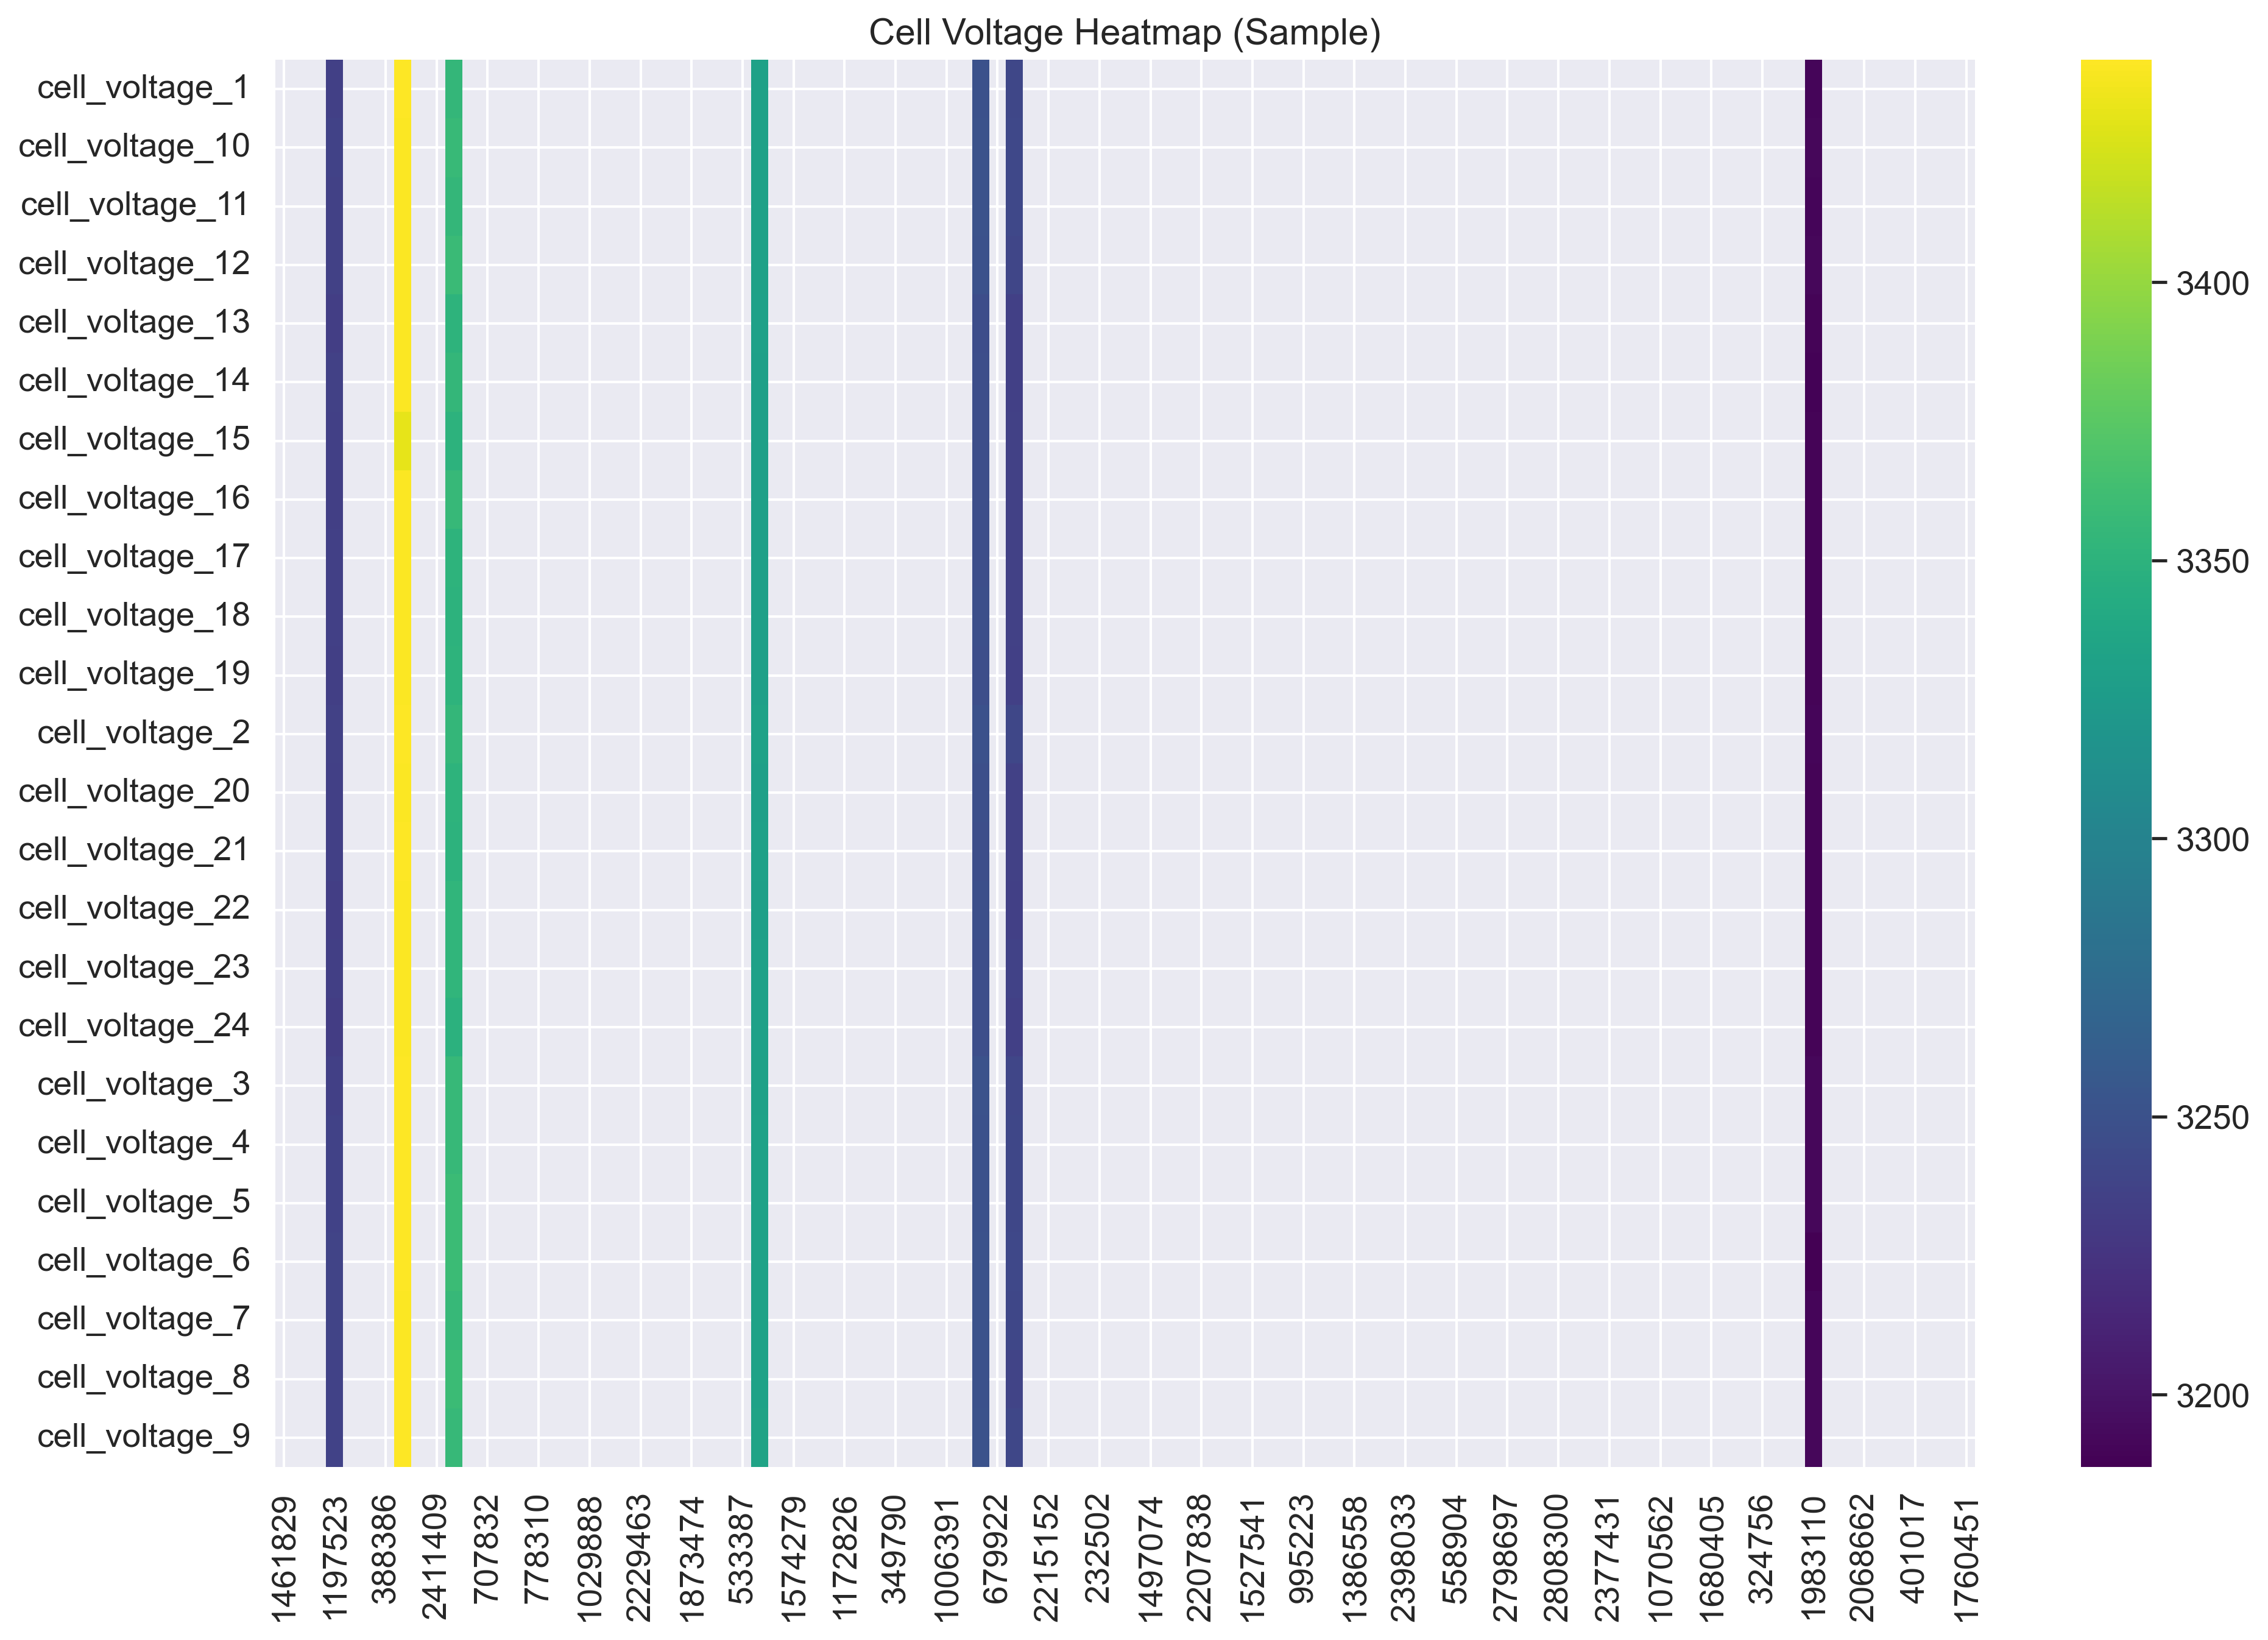 Cell Voltage Heatmap (Sample)
cell_voltage_1
cell_voltage_10
cell_voltage_11
cell_voltage_12
cell_voltage_13
cell_voltage_14
cell_voltage_15
cell_voltage_16
cell_voltage_17
cell_voltage_18
cell_voltage_19
cell_voltage_2
cell_voltage_20
cell_voltage_21
cell_voltage_22
cell_voltage_23
cell_voltage_24
cell_voltage_3
cell_voltage_4
cell_voltage_5
cell_voltage_6
cell_voltage_7
cell_voltage_8
cell_voltage_9
1461829
1197523
388386
2411409
707832
778310
1029888
2229463
1873474
533387
1574279
1172826
349790
1006391
679922
2215152
232502
1497074
2207838
1527541
995223
1386558
2398033
558904
2798697
2808300
2377431
1070562
1680405
324756
1983110
2068662
401017
1760451
3400
3350
3300
3250
3200